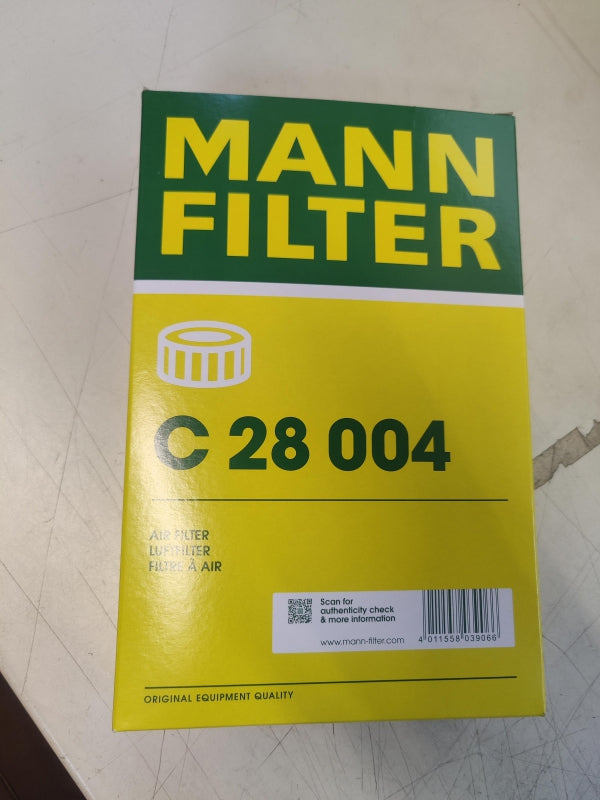 MANN
FILTER
C 28 004
AIR FILTER
LUFTFILTER
FILTRE À AIR
Scan for
authenticity check
& more information
www.mann-filter.com
4 011558 039066
ORIGINAL EQUIPMENT QUALITY